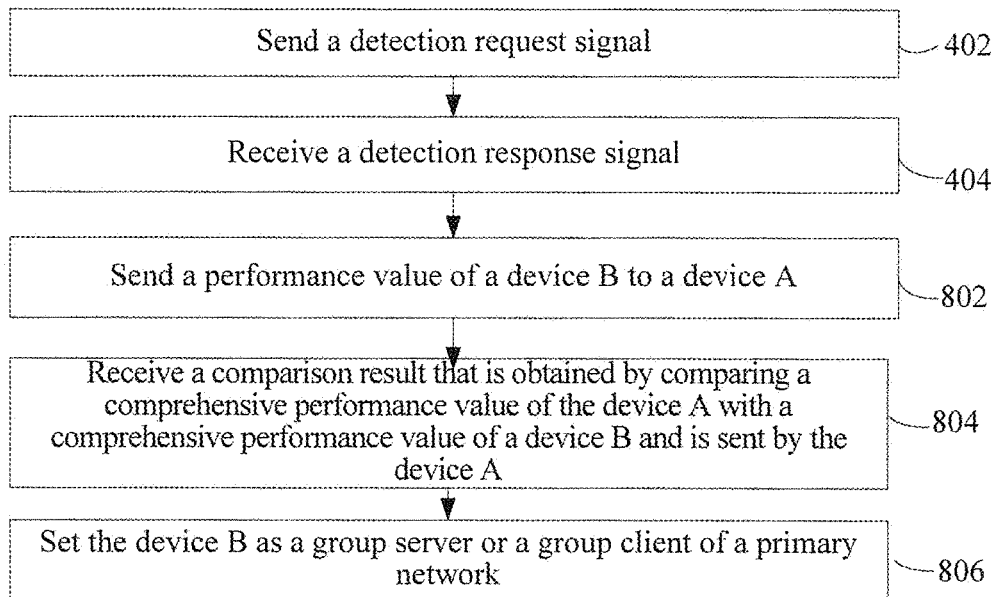 Send a detection request signal
402
Receive a detection response signal
404
Send a performance value of a device B to a device A
802
Receive a comparison result that is obtained by comparing a
comprehensive performance value of the device A with a
comprehensive performance value of a device B and is sent by the
device A
804
Set the device B as a group server or a group client of a primary
network
806